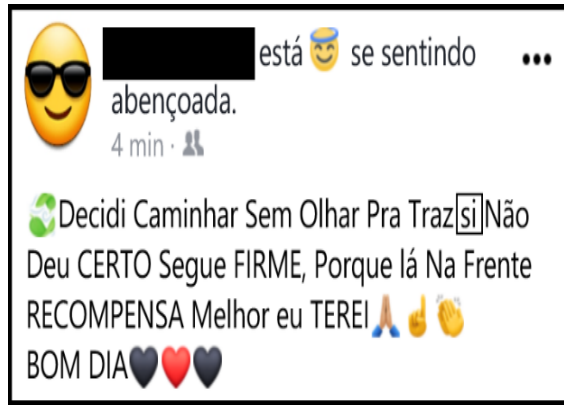 está😇 se sentindo
abençoada.
4 min ·
♻️Decidi Caminhar Sem Olhar Pra Traz si Não
Deu CERTO Segue FIRME, Porque lá Na Frente
RECOMPENSA Melhor eu TEREI🙏🏽☝️👏
BOM DIA🖤❤️🖤